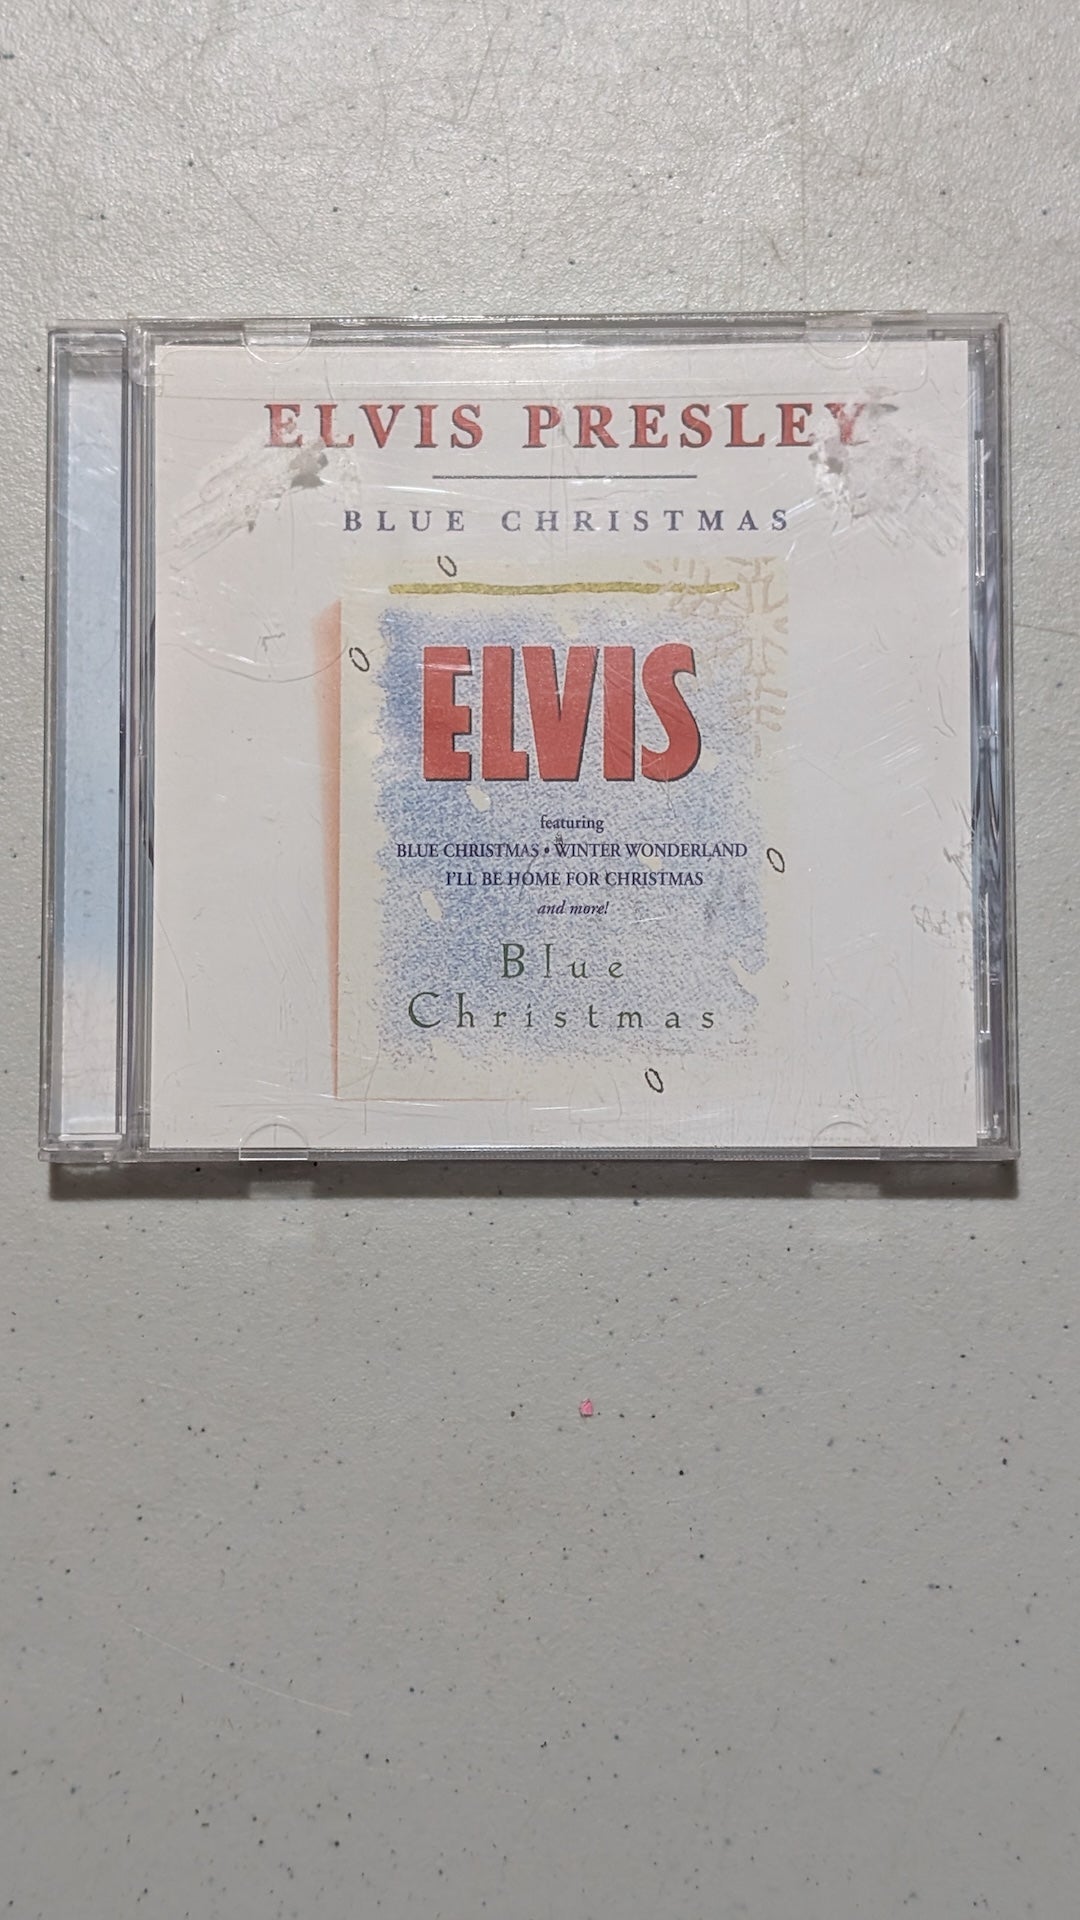 ELVIS PRESLEY
BLUE CHRISTMAS
ELVIS
featuring
BLUE CHRISTMAS • WINTER WONDERLAND
I'LL BE HOME FOR CHRISTMAS
and more!
Blue
Christmas